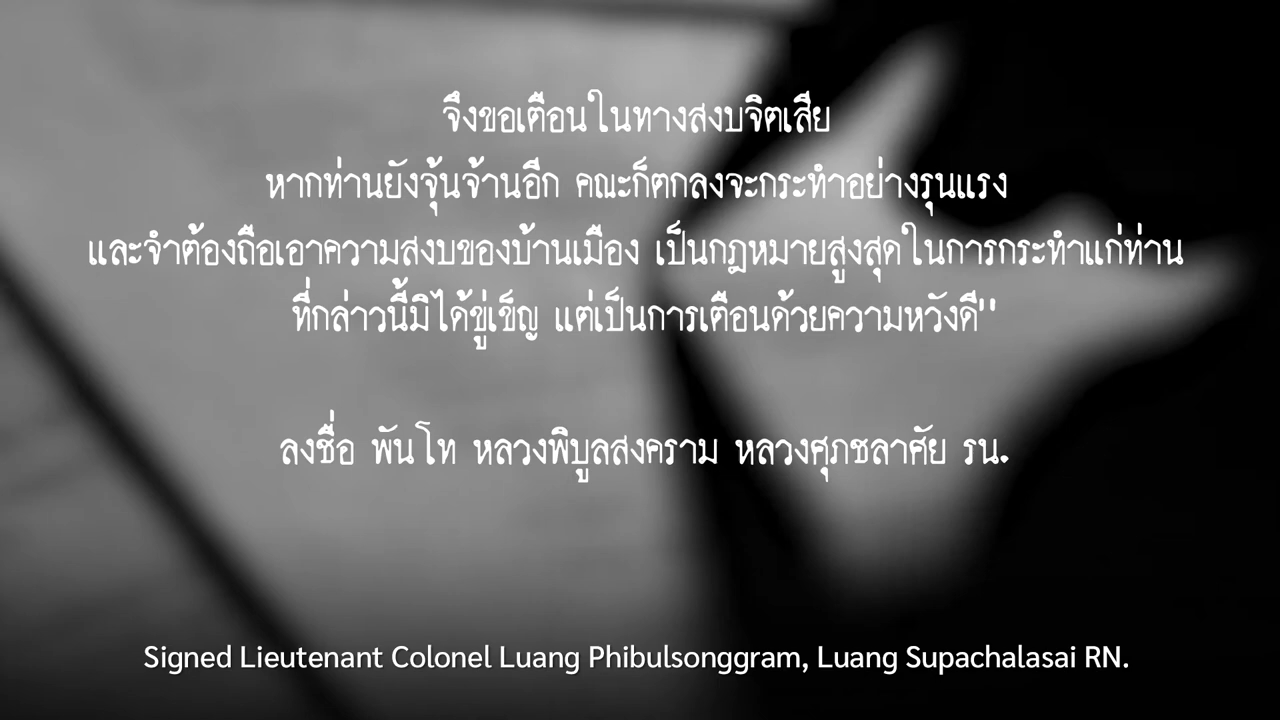 จึงขอเตือนในทางสงบจิตเสีย
หากท่านยังจุ้นจ้านอีก คณะก็ตกลงจะกระทำอย่างรุนแรง
และจำต้องถือเอาความสงบของบ้านเมือง เป็นกฎหมายสูงสุดในการกระทำแก่ท่าน
ที่กล่าวนี้มิได้ขู่เข็ญ แต่เป็นการเตือนด้วยความหวังดี''
ลงชื่อ พันโท หลวงพิบูลสงคราม หลวงศุภชลาศัย รน.
Signed Lieutenant Colonel Luang Phibulsonggram, Luang Supachalasai RN.